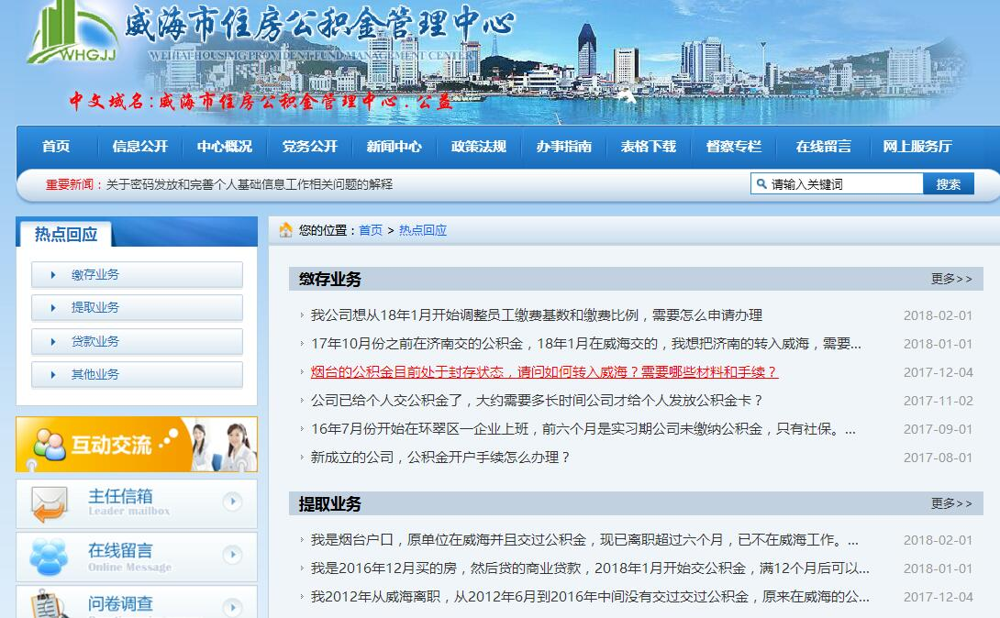 威海市住房公积金管理中心
WHGJJ
WEIHAI HOUSING PROVIDENT FUND MANAGEMENT CENTER
中文域名:威海市住房公积金管理中心.公益
首页 信息公开 中心概况 党务公开 新闻中心 政策法规 办事指南 表格下载 督察专栏 在线留言 网上服务厅
重要新闻：关于密码发放和完善个人基础信息工作相关问题的解释
请输入关键词 搜索
热点回应
缴存业务
提取业务
贷款业务
其他业务
互动交流
主任信箱
Leader mailbox
在线留言
Online Message
问卷调查
您的位置：首页 > 热点回应
缴存业务 更多>>
我公司想从18年1月开始调整员工缴费基数和缴费比例，需要怎么申请办理 2018-02-01
17年10月份之前在济南交的公积金，18年1月在威海交的，我想把济南的转入威海，需要... 2018-01-01
烟台的公积金目前处于封存状态，请问如何转入威海？需要哪些材料和手续？ 2017-12-04
公司已给个人交公积金了，大约需要多长时间公司才给个人发放公积金卡？ 2017-11-02
16年7月份开始在环翠区一企业上班，前六个月是实习期公司未缴纳公积金，只有社保。... 2017-09-01
新成立的公司，公积金开户手续怎么办理？ 2017-08-01
提取业务 更多>>
我是烟台户口，原单位在威海并且交过公积金，现已离职超过六个月，已不在威海工作。... 2018-02-01
我是2016年12月买的房，然后贷的商业贷款，2018年1月开始交公积金，满12个月后可以... 2018-01-01
我2012年从威海离职，从2012年6月到2016年中间没有交过交过公积金，原来在威海的公... 2017-12-04